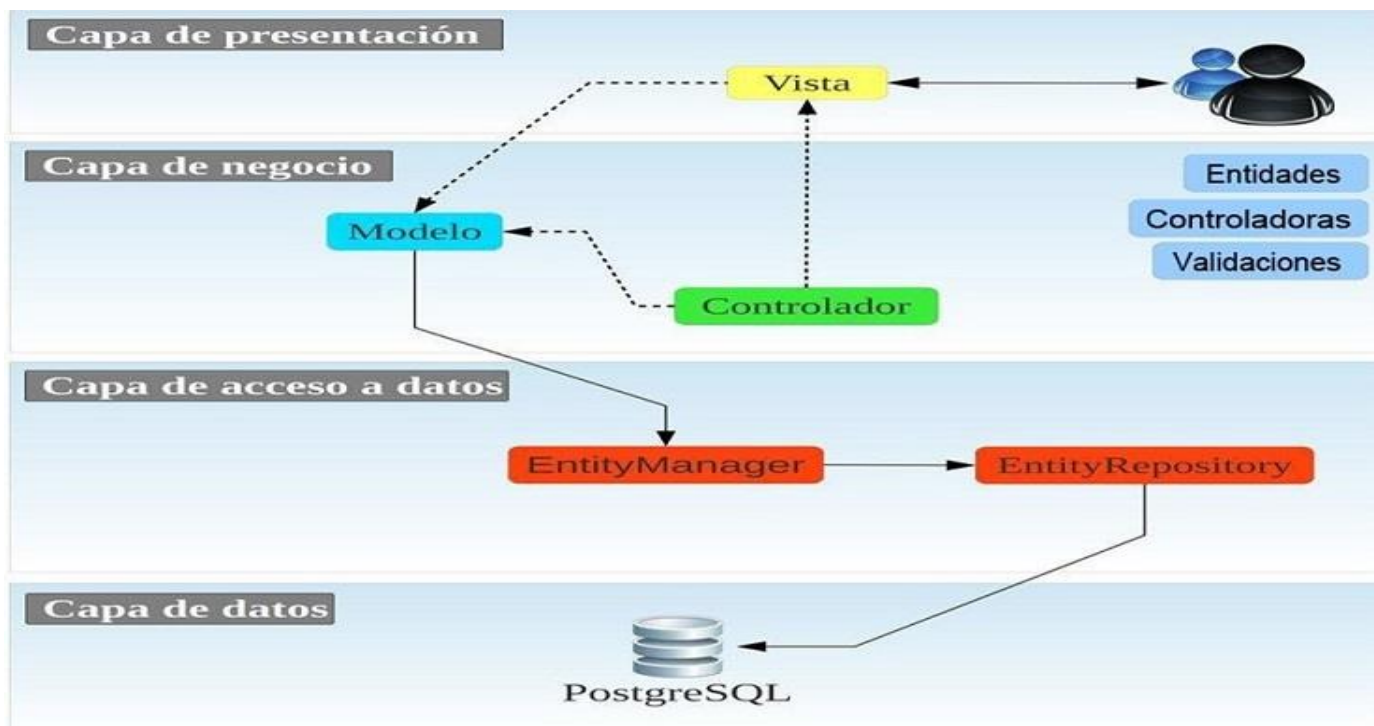 Capa de presentación
Vista
Capa de negocio
Entidades
Modelo
Controladoras
Validaciones
Controlador
Capa de acceso a datos
EntityManager
EntityRepository
Capa de datos
PostgreSQL